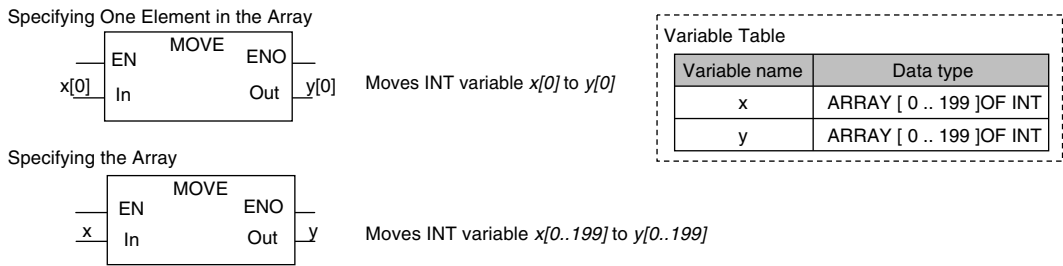 Specifying One Element in the Array
MOVE
EN ENO
x[0] In Out y[0]
Moves INT variable x[0] to y[0]
Variable Table
Variable name Data type
x ARRAY [ 0 .. 199 ]OF INT
y ARRAY [ 0 .. 199 ]OF INT
Specifying the Array
MOVE
EN ENO
x In Out y
Moves INT variable x[0..199] to y[0..199]